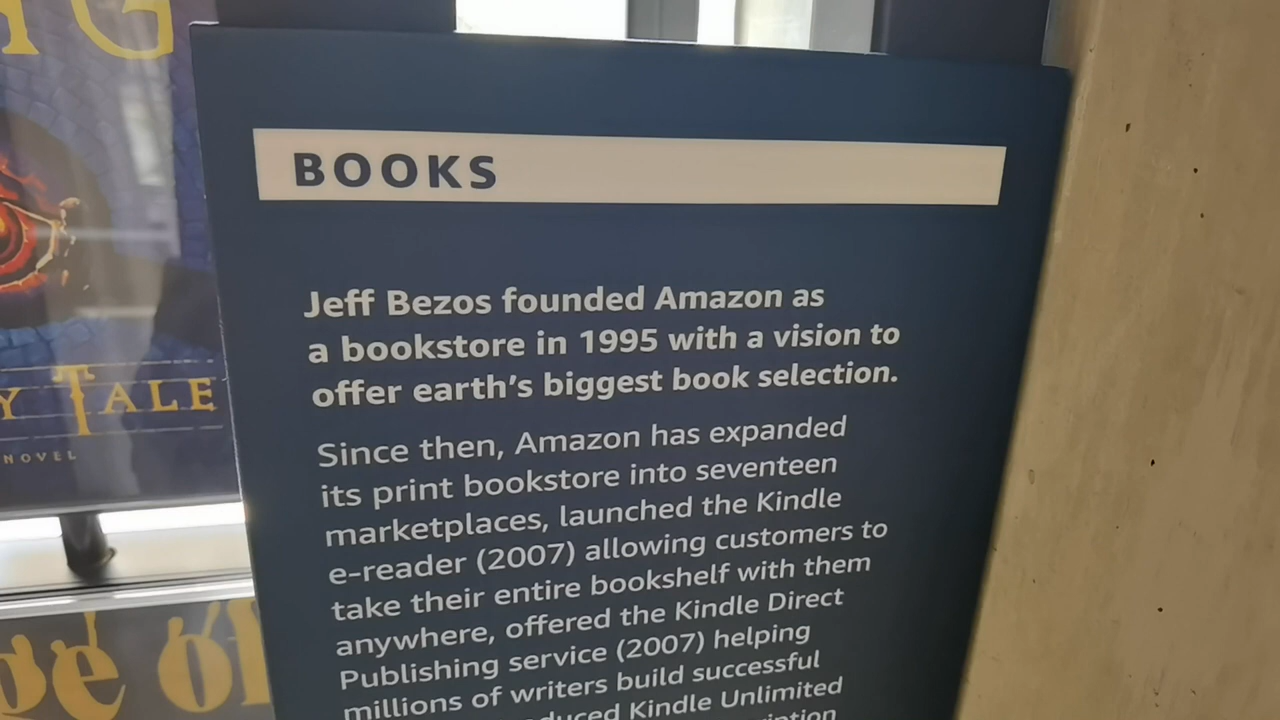 BOOKS
Jeff Bezos founded Amazon as
a bookstore in 1995 with a vision to
offer earth's biggest book selection.
Since then, Amazon has expanded
its print bookstore into seventeen
marketplaces, launched the Kindle
e-reader (2007) allowing customers to
take their entire bookshelf with them
anywhere, offered the Kindle Direct
Publishing service (2007) helping
millions of writers build successful
Kindle Unlimited
Y TALE
NOVEL